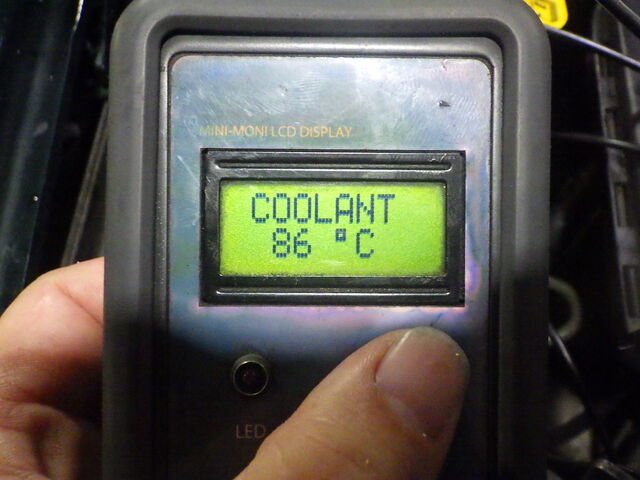 MINI-MONI LCD DISPLAY
COOLANT
86 °C
LED